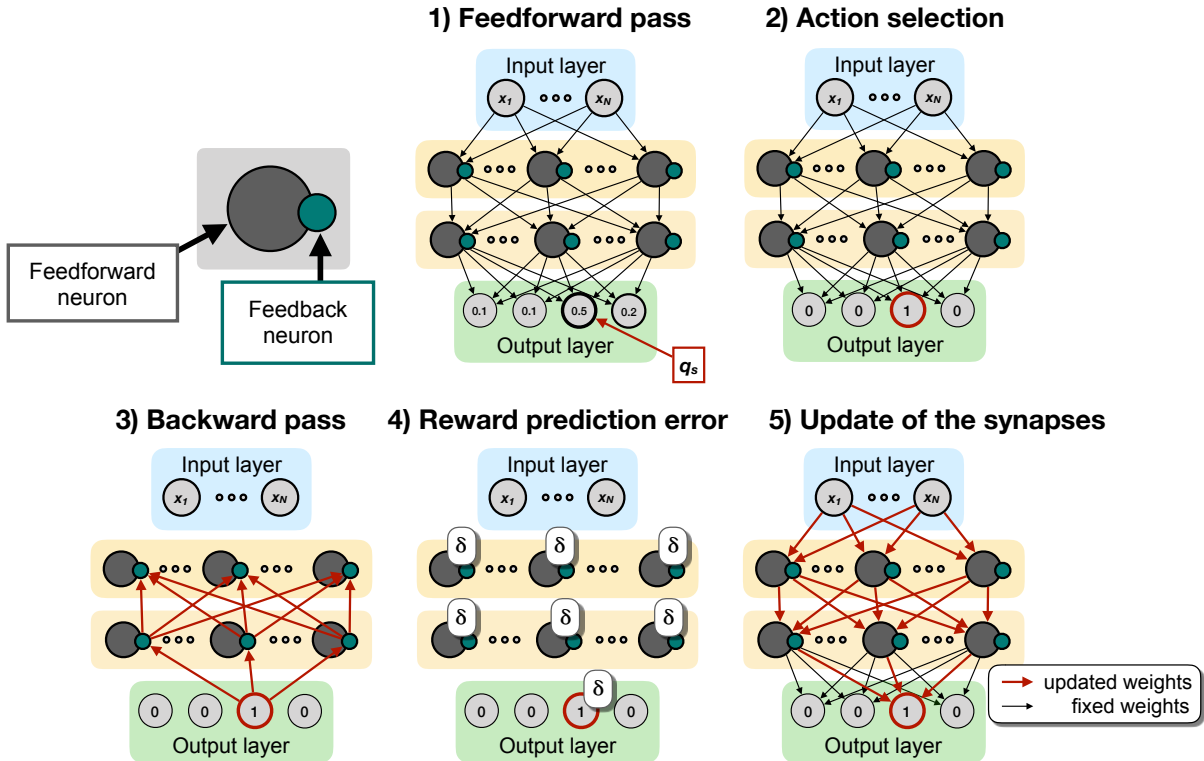 1) Feedforward pass
Input layer
x1 xN
0.1 0.1 0.5 0.2
Output layer
qs
2) Action selection
Input layer
x1 xN
0 0 1 0
Output layer
Feedforward
neuron
Feedback
neuron
3) Backward pass
Input layer
x1 xN
0 0 1 0
Output layer
4) Reward prediction error
Input layer
x1 xN
δ δ δ
δ δ δ
δ
0 0 1 0
Output layer
5) Update of the synapses
Input layer
x1 xN
0 0 1 0
Output layer
updated weights
fixed weights